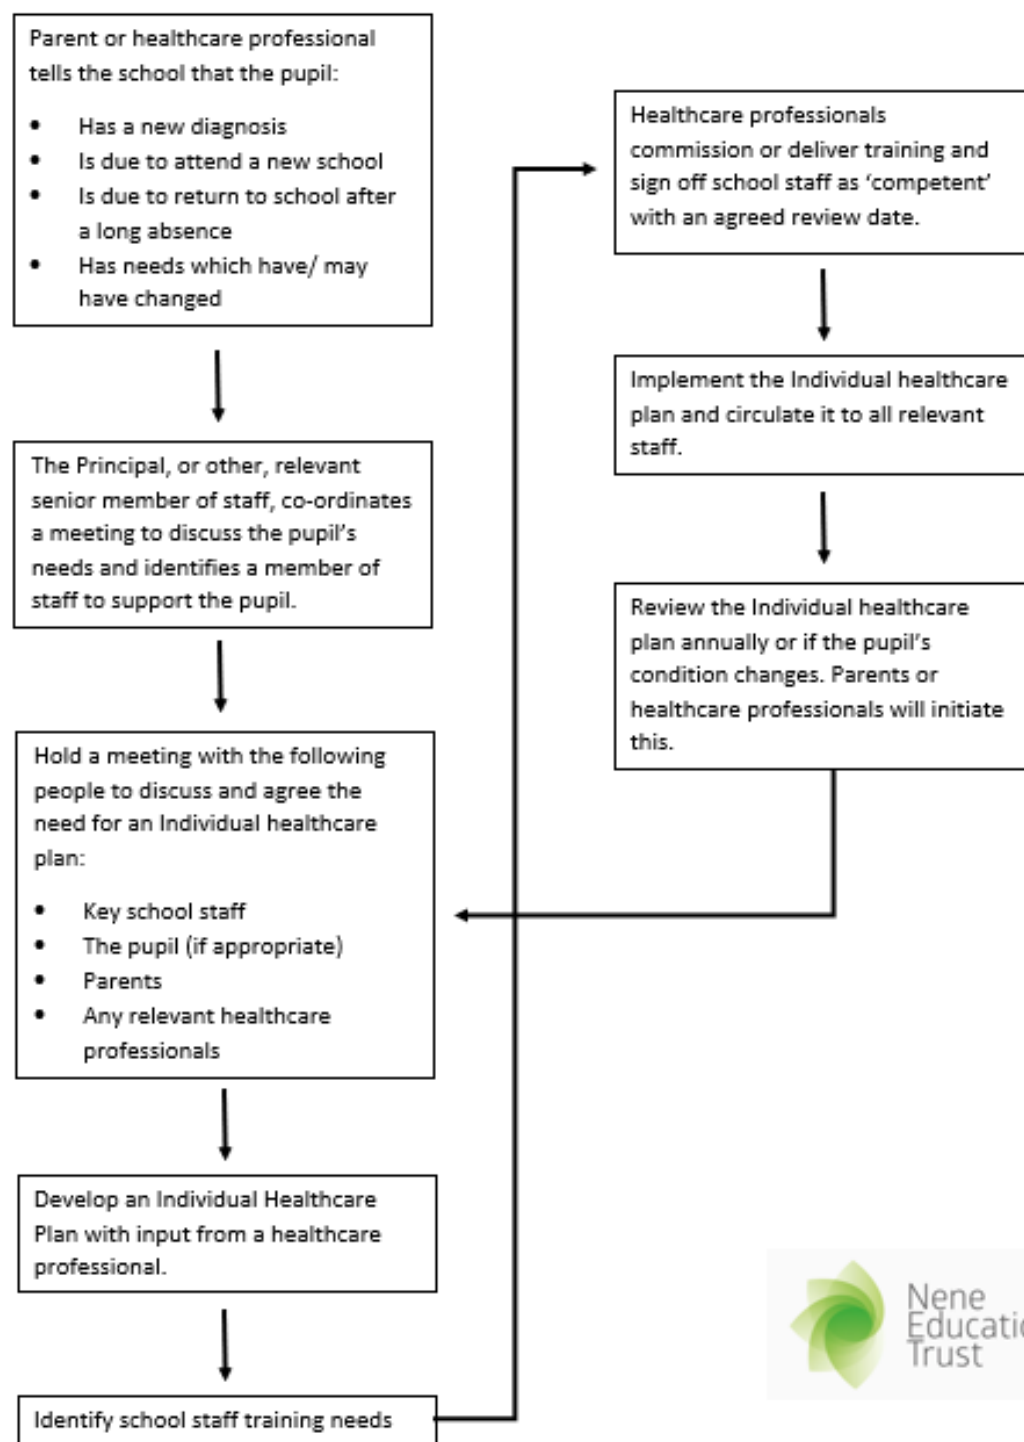 Parent or healthcare professional
tells the school that the pupil:
• Has a new diagnosis
• Is due to attend a new school
• Is due to return to school after
a long absence
• Has needs which have/ may
have changed
The Principal, or other, relevant
senior member of staff, co-ordinates
a meeting to discuss the pupil's
needs and identifies a member of
staff to support the pupil.
Hold a meeting with the following
people to discuss and agree the
need for an Individual healthcare
plan:
• Key school staff
• The pupil (if appropriate)
• Parents
• Any relevant healthcare
professionals
Develop an Individual Healthcare
Plan with input from a healthcare
professional.
Identify school staff training needs
Healthcare professionals
commission or deliver training and
sign off school staff as ‘competent’
with an agreed review date.
Implement the Individual healthcare
plan and circulate it to all relevant
staff.
Review the Individual healthcare
plan annually or if the pupil's
condition changes. Parents or
healthcare professionals will initiate
this.
Nene
Educatio
Trust